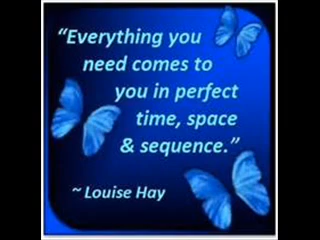 “Everything you
need comes to
you in perfect
time, space
& sequence.”
~ Louise Hay